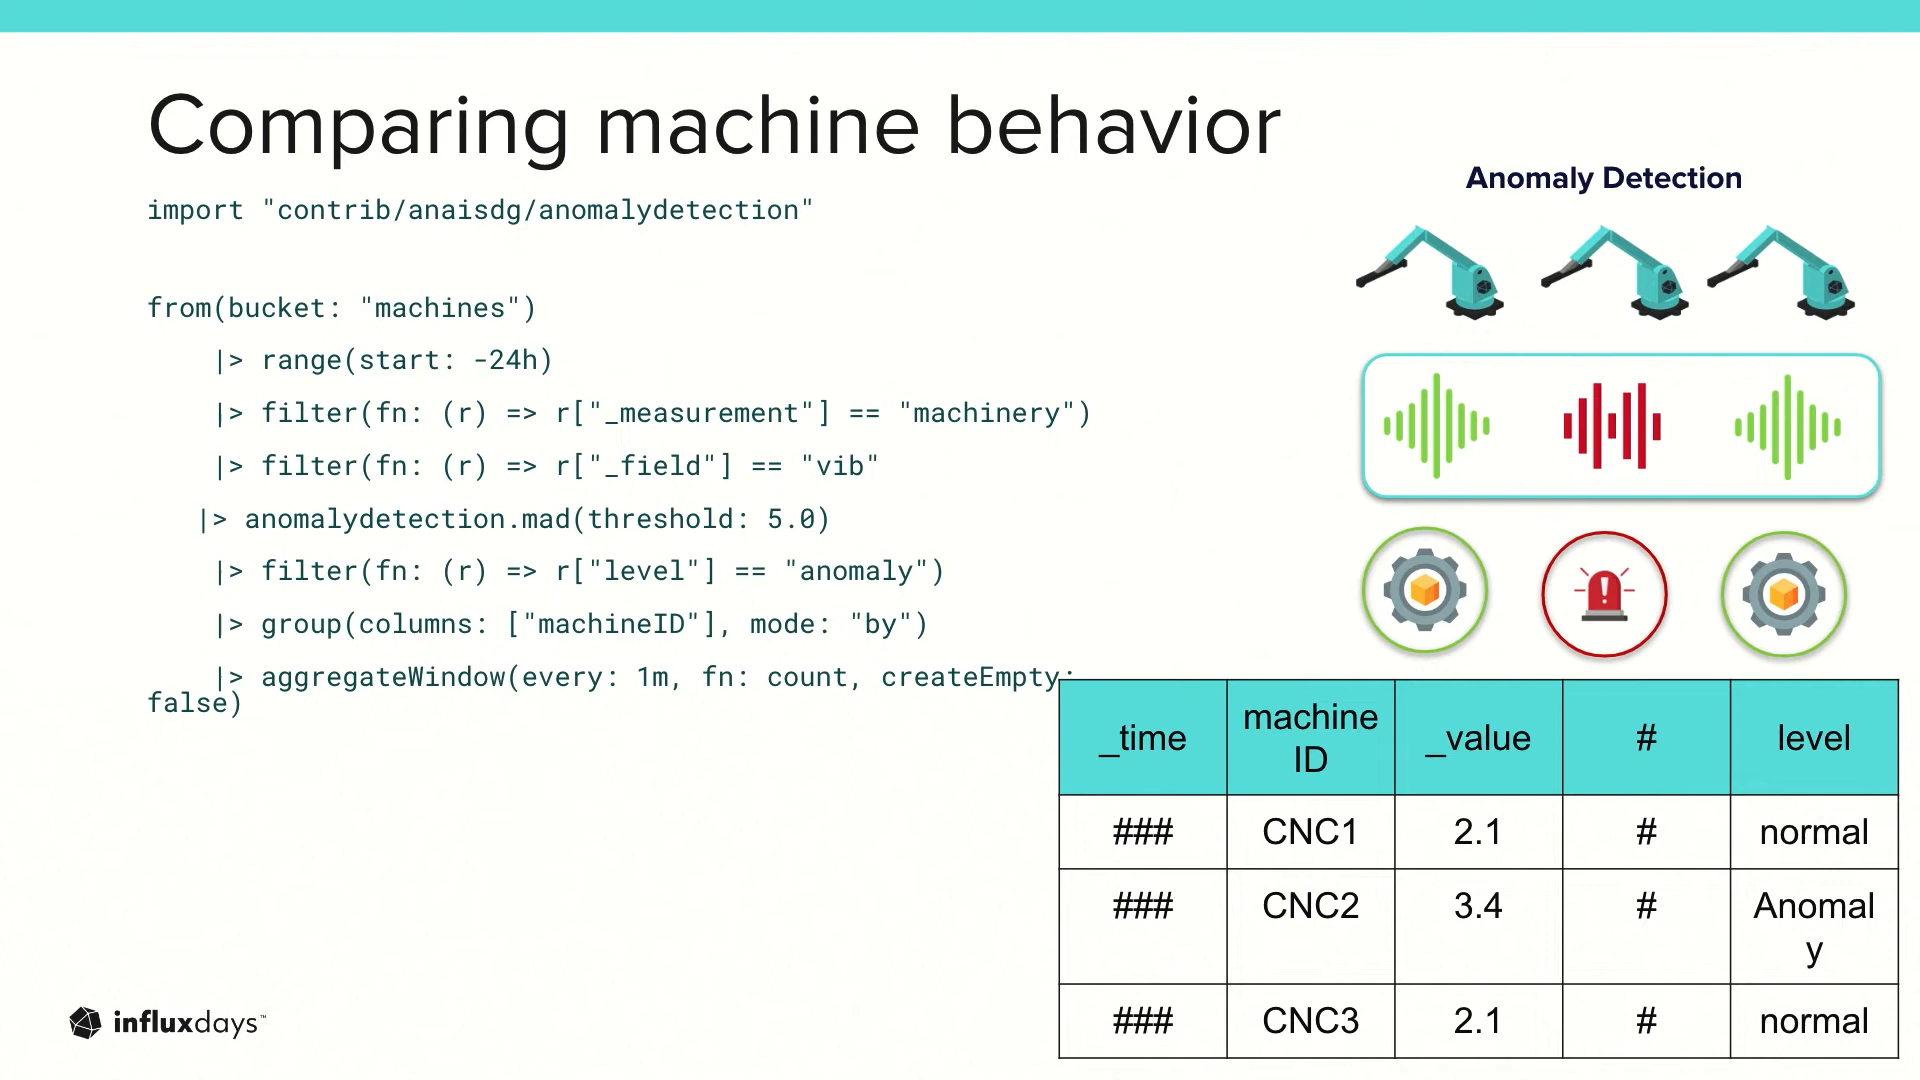 Comparing machine behavior
import "contrib/anaisdg/anomalydetection"
from(bucket: "machines")
|> range(start: -24h)
|> filter(fn: (r) => r["_measurement"] == "machinery")
|> filter(fn: (r) => r["_field"] == "vib"
|> anomalydetection.mad(threshold: 5.0)
|> filter(fn: (r) => r["level"] == "anomaly")
|> group(columns: ["machineID"], mode: "by")
|> aggregateWindow(every: 1m, fn: count, createEmpty:
false)
Anomaly Detection
_time machine ID _value # level
### CNC1 2.1 # normal
### CNC2 3.4 # Anomal
y
### CNC3 2.1 # normal
influxdays™